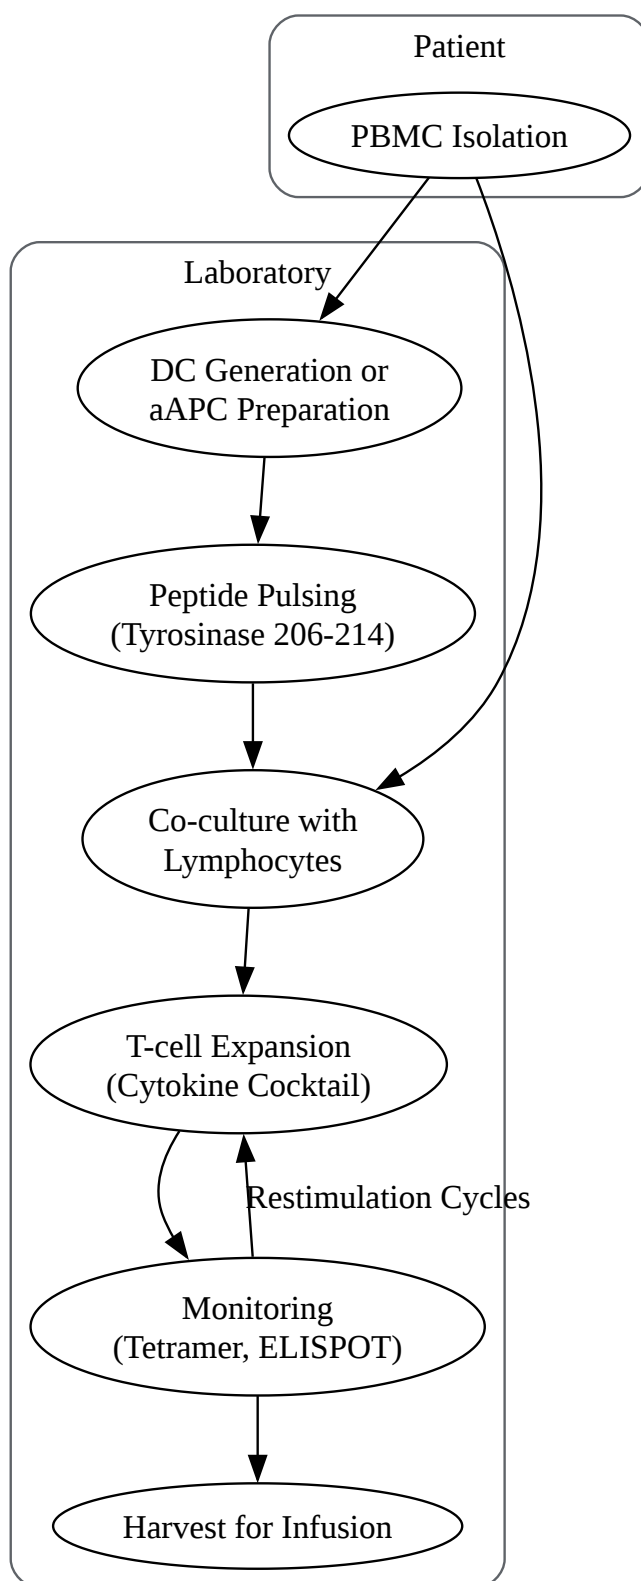 Patient
PBMC Isolation
Laboratory
DC Generation or
aAPC Preparation
Peptide Pulsing
(Tyrosinase 206-214)
Co-culture with
Lymphocytes
T-cell Expansion
(Cytokine Cocktail)
Restimulation Cycles
Monitoring
(Tetramer, ELISPOT)
Harvest for Infusion